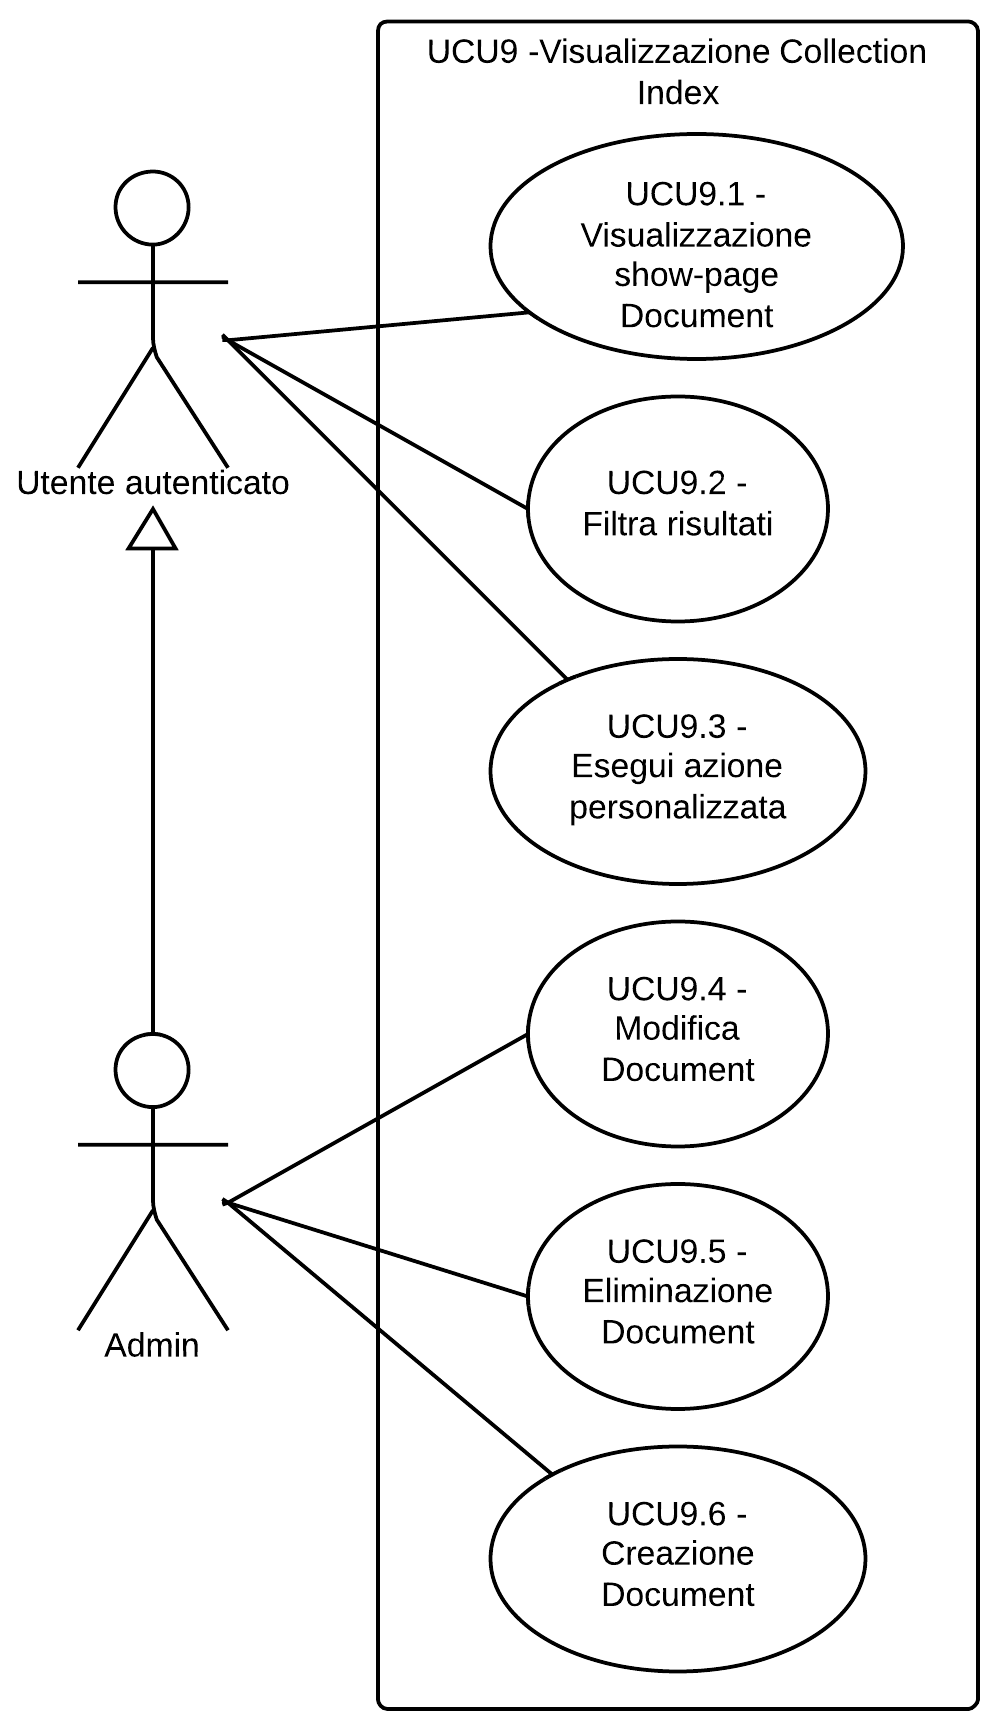 UCU9 -Visualizzazione Collection
Index
UCU9.1 -
Visualizzazione
show-page
Document
Utente autenticato
UCU9.2 -
Filtra risultati
UCU9.3 -
Esegui azione
personalizzata
UCU9.4 -
Modifica
Document
UCU9.5 -
Eliminazione
Document
Admin
UCU9.6 -
Creazione
Document